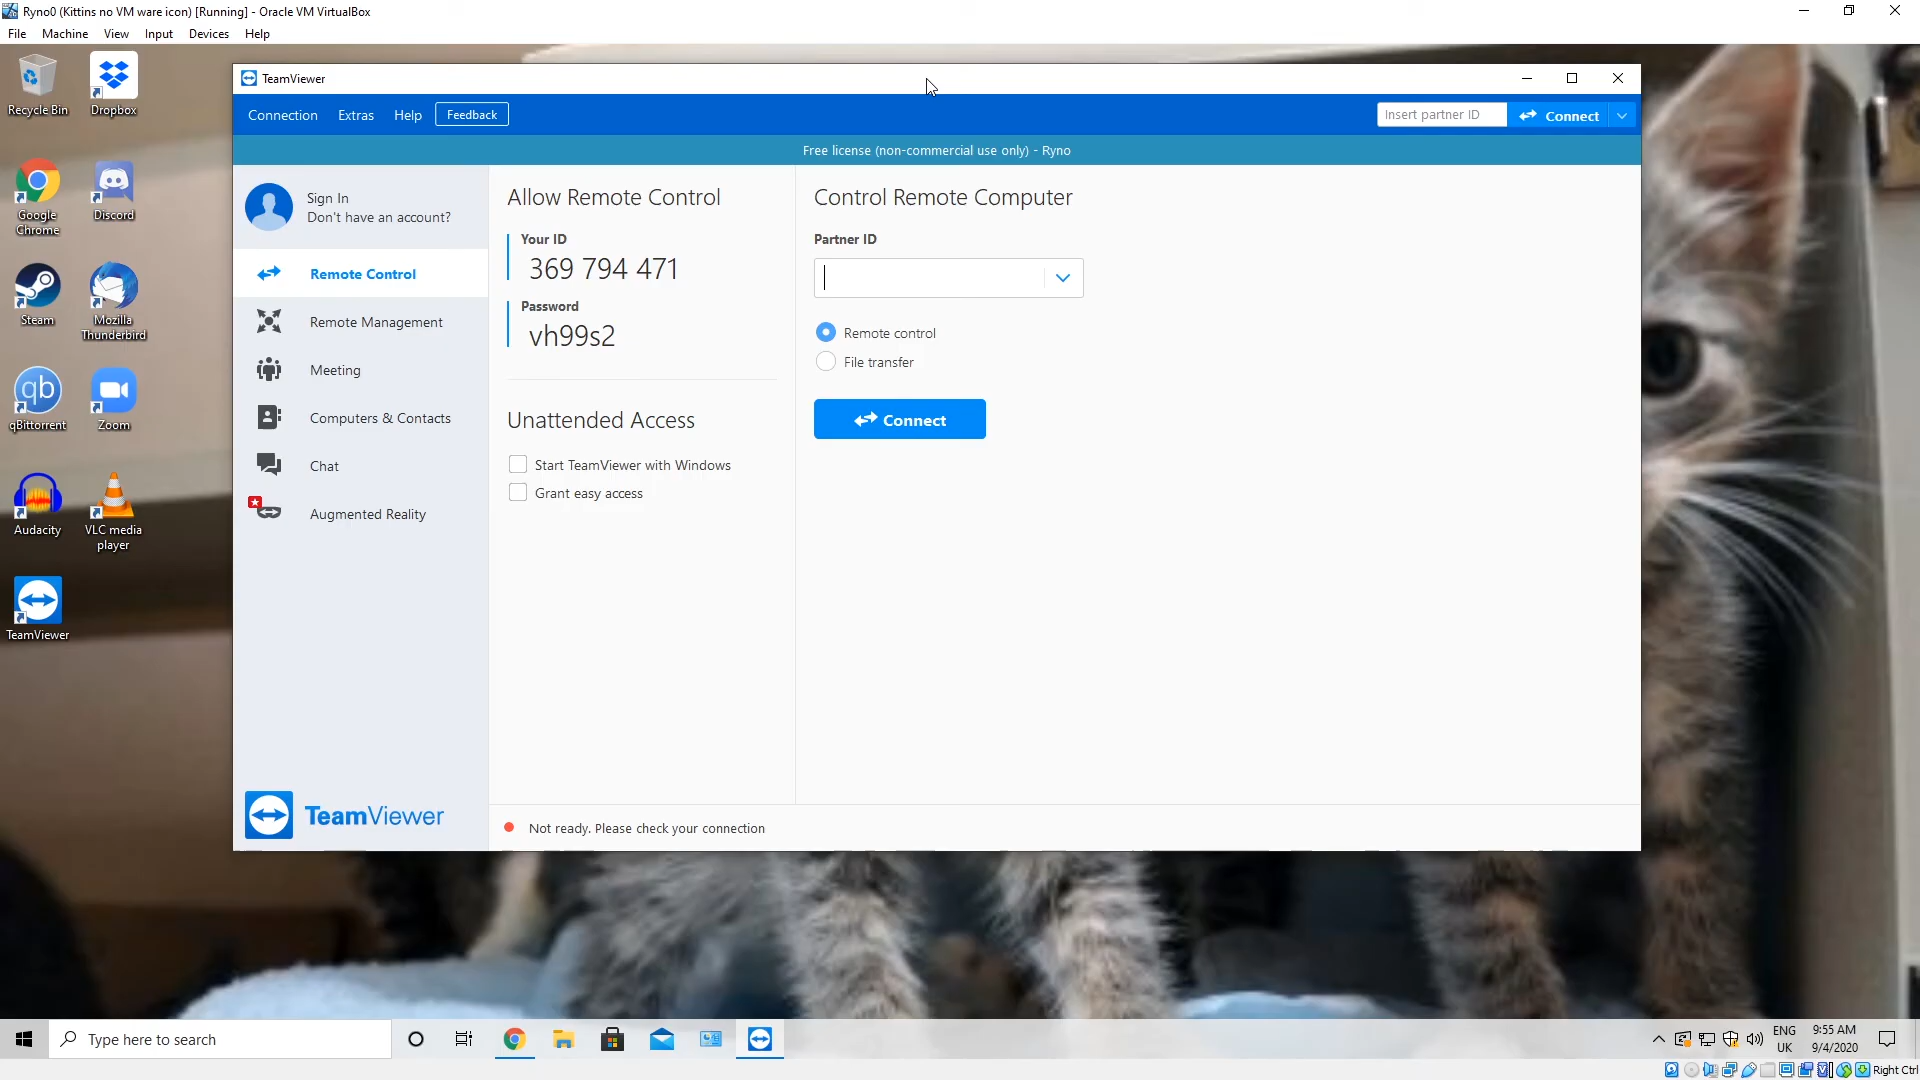 Ryno0 (Kittins no VM ware icon) [Running] - Oracle VM VirtualBox
File Machine View Input Devices Help
Recycle Bin
Dropbox
Google Chrome
Discord
Steam
Mozilla Thunderbird
qBittorrent
Zoom
Audacity
VLC media player
TeamViewer
TeamViewer
Connection Extras Help Feedback
Insert partner ID Connect
Free license (non-commercial use only) - Ryno
Sign In
Don't have an account?
Remote Control
Remote Management
Meeting
Computers & Contacts
Chat
Augmented Reality
TeamViewer
Allow Remote Control
Your ID
369 794 471
Password
vh99s2
Unattended Access
Start TeamViewer with Windows
Grant easy access
Control Remote Computer
Partner ID
Remote control
File transfer
Connect
Not ready. Please check your connection
Type here to search
ENG
UK
9:55 AM
9/4/2020
Right Ctrl